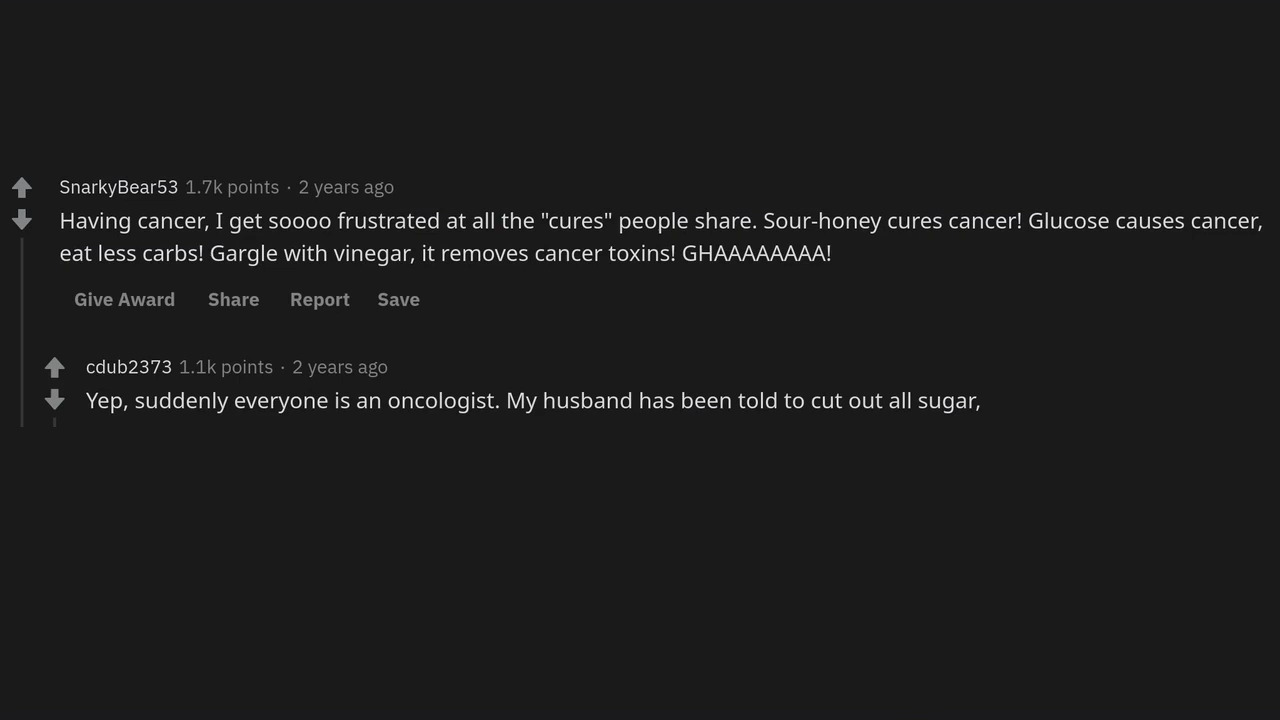 SnarkyBear53 1.7k points · 2 years ago
Having cancer, I get soooo frustrated at all the "cures" people share. Sour-honey cures cancer! Glucose causes cancer,
eat less carbs! Gargle with vinegar, it removes cancer toxins! GHAAAAAAAA!
Give Award Share Report Save
cdub2373 1.1k points · 2 years ago
Yep, suddenly everyone is an oncologist. My husband has been told to cut out all sugar,